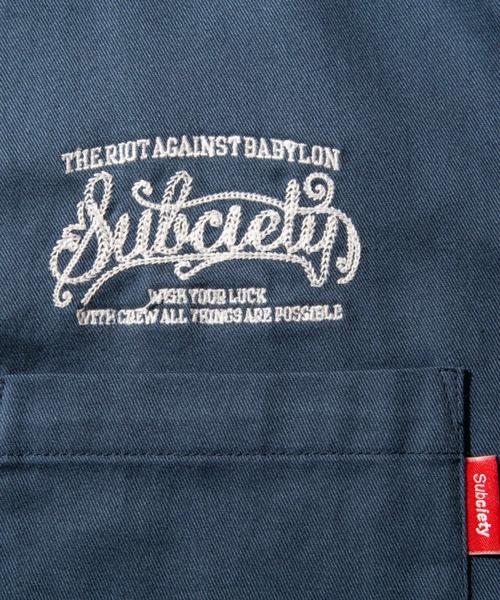 THE RIOT AGAINST BABYLON
Subciety
WISH YOUR LUCK
WITH CREW ALL THINGS ARE POSSIBLE
Subciety